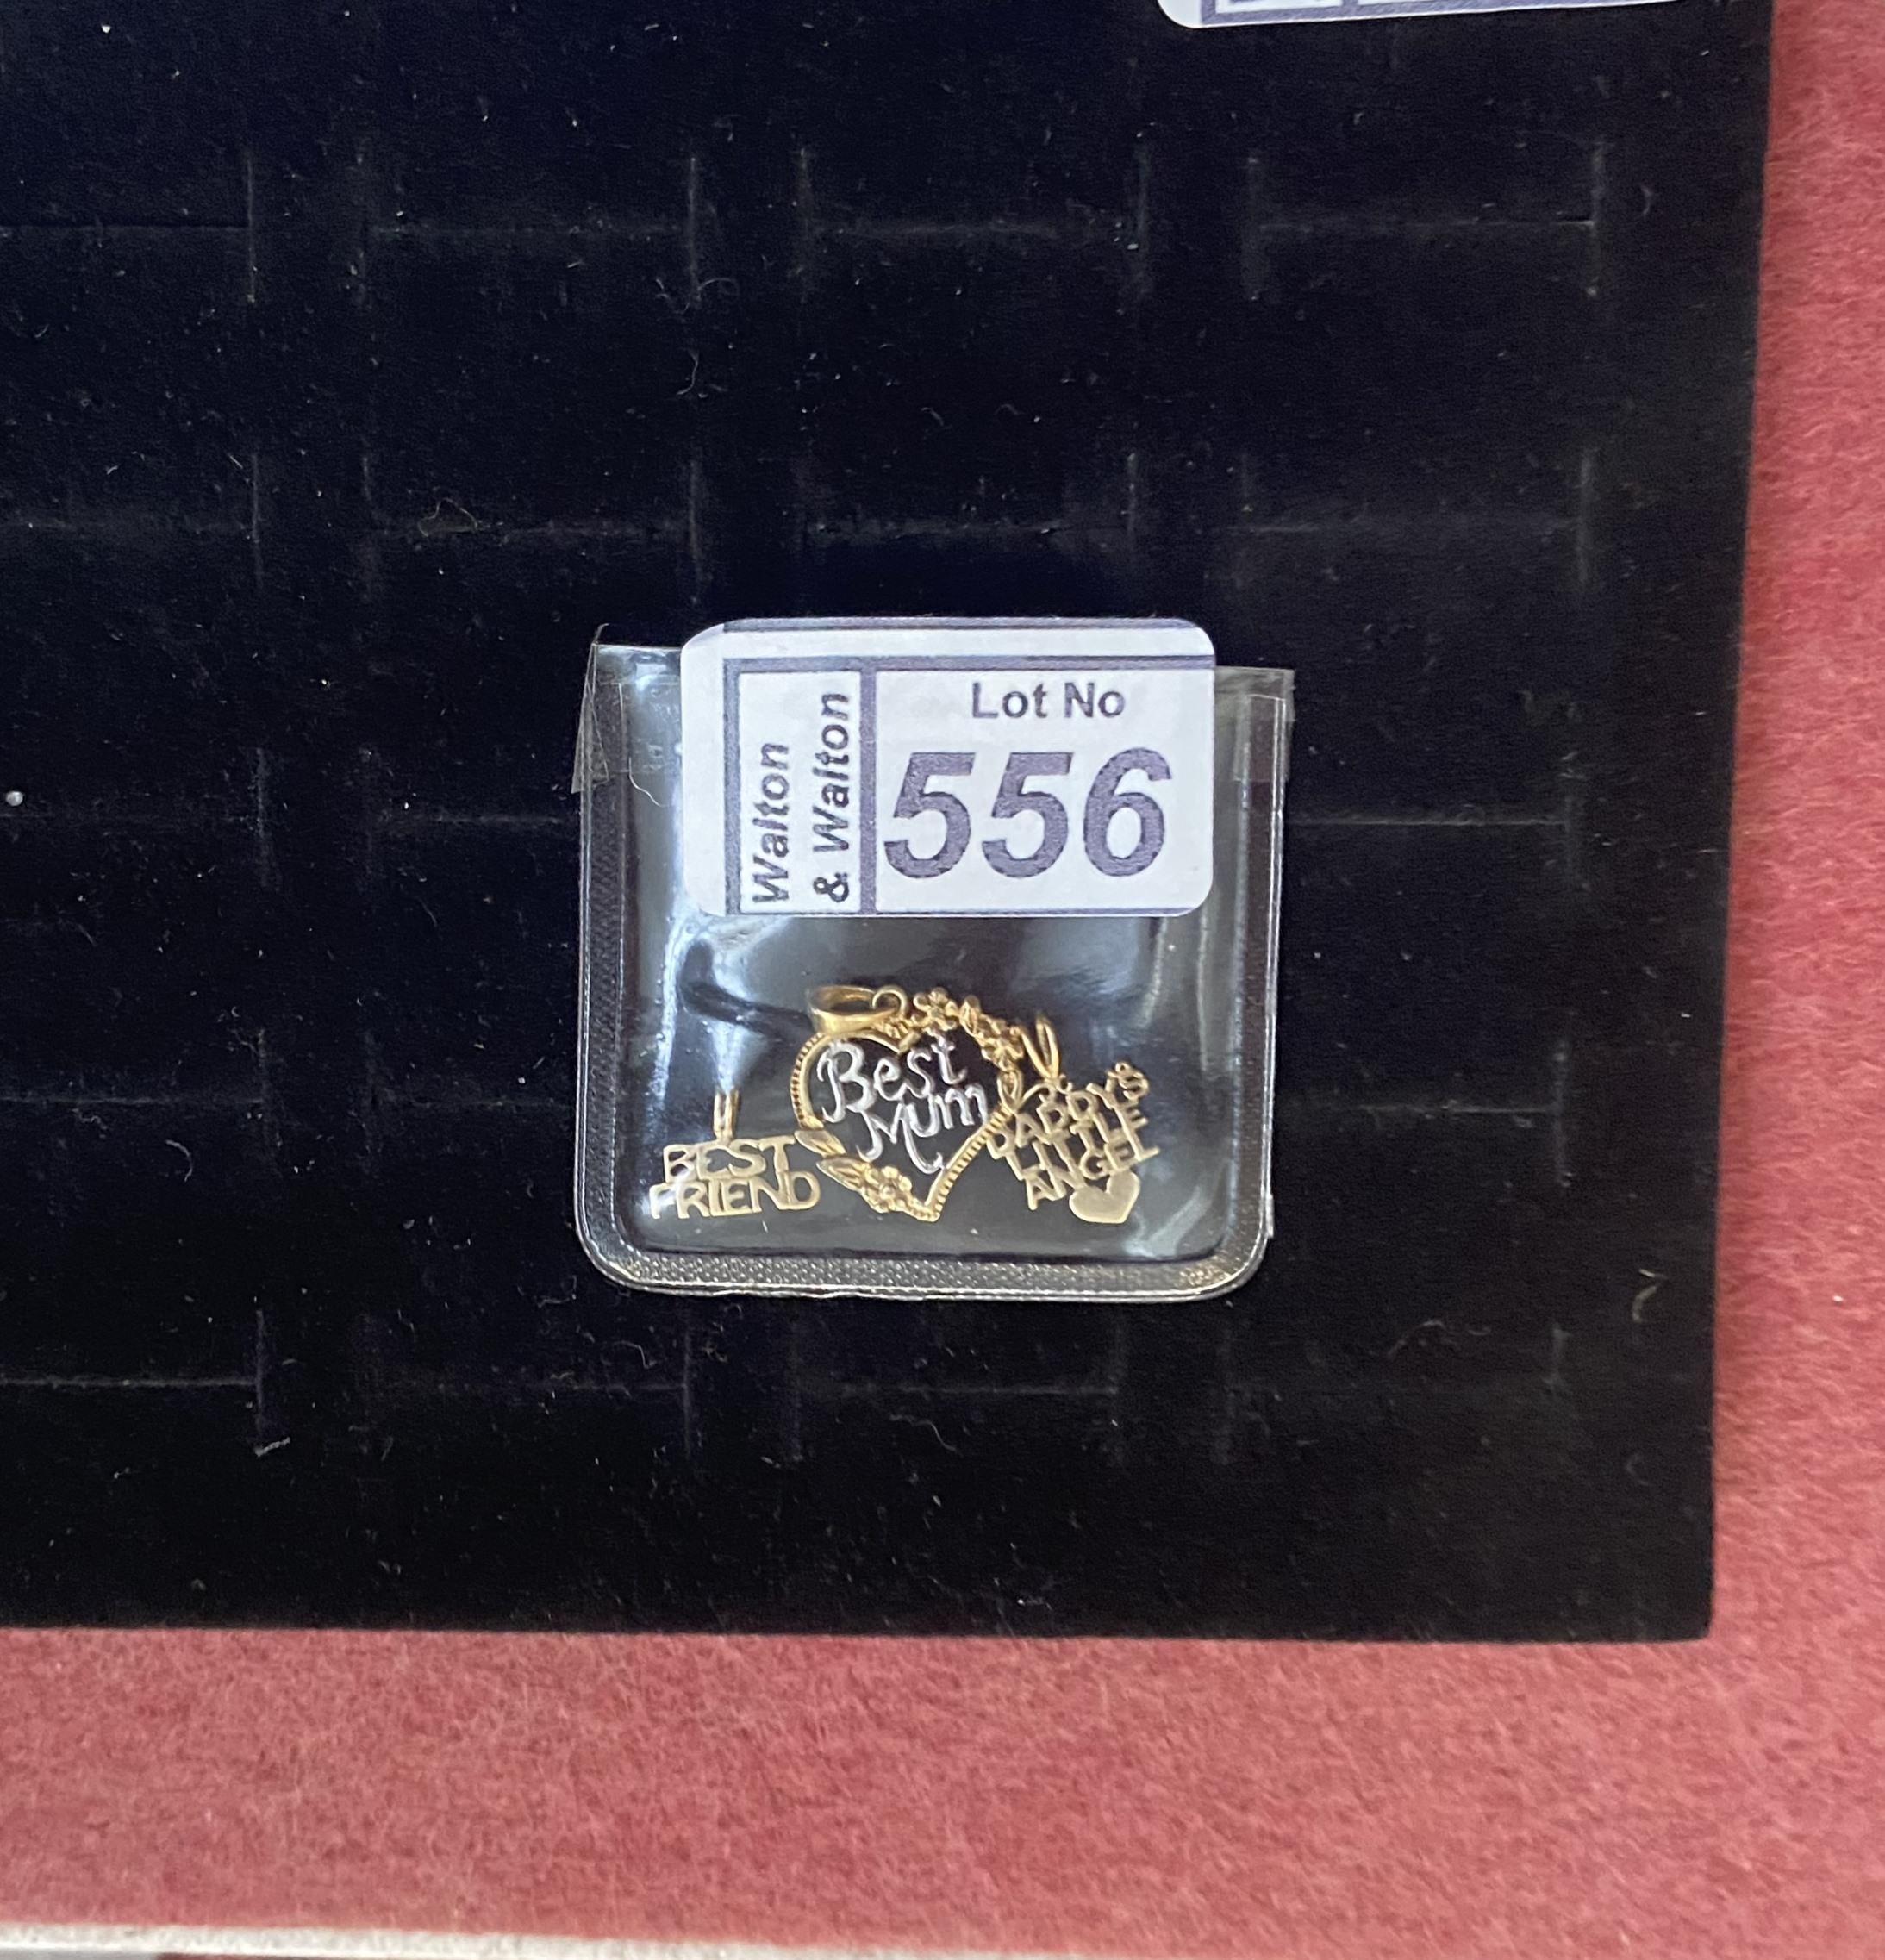 Walton
& Walton
Lot No
556
Best
Mum
BEST
FRIEND
DADDY'S
LITTLE
ANGEL